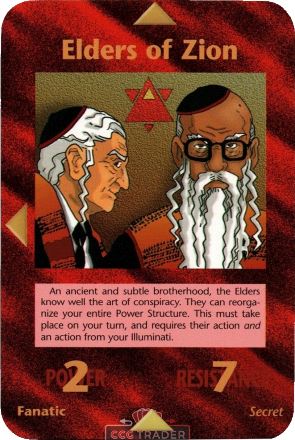 Elders of Zion
An ancient and subtle brotherhood, the Elders
know well the art of conspiracy. They can reorga-
nize your entire Power Structure. This must take
place on your turn, and requires their action and
an action from your Illuminati.
POWER 2 RESISTANCE 7
Fanatic Secret
CCGTRADER